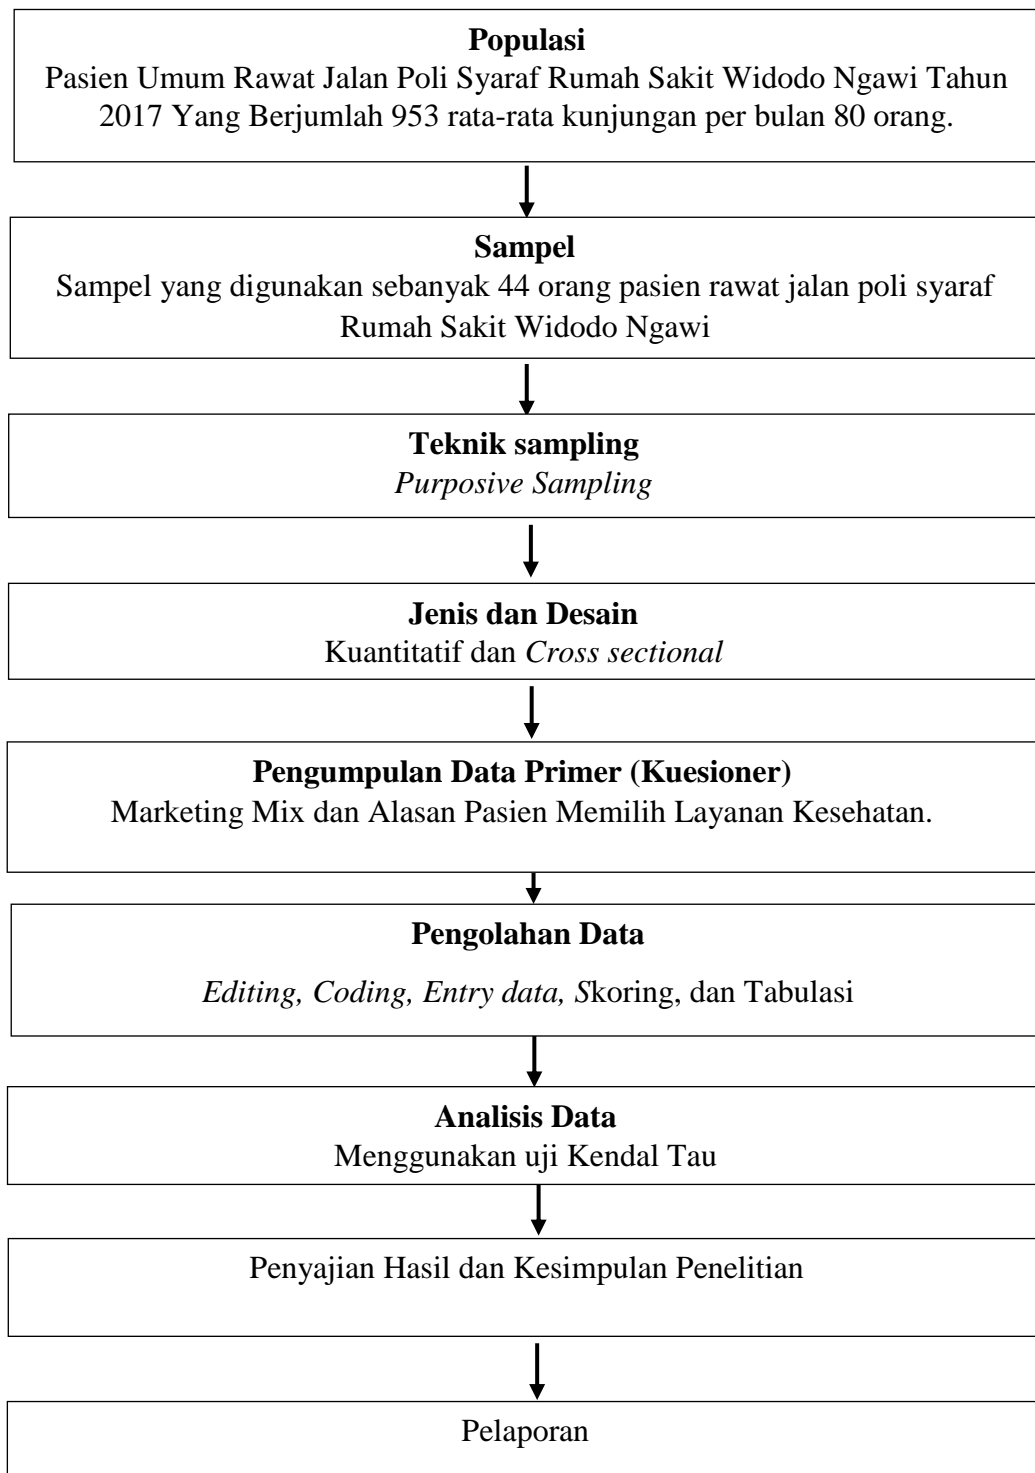 Populasi
Pasien Umum Rawat Jalan Poli Syaraf Rumah Sakit Widodo Ngawi Tahun
2017 Yang Berjumlah 953 rata-rata kunjungan per bulan 80 orang.
Sampel
Sampel yang digunakan sebanyak 44 orang pasien rawat jalan poli syaraf
Rumah Sakit Widodo Ngawi
Teknik sampling
Purposive Sampling
Jenis dan Desain
Kuantitatif dan Cross sectional
Pengumpulan Data Primer (Kuesioner)
Marketing Mix dan Alasan Pasien Memilih Layanan Kesehatan.
Pengolahan Data
Editing, Coding, Entry data, Skoring, dan Tabulasi
Analisis Data
Menggunakan uji Kendal Tau
Penyajian Hasil dan Kesimpulan Penelitian
Pelaporan